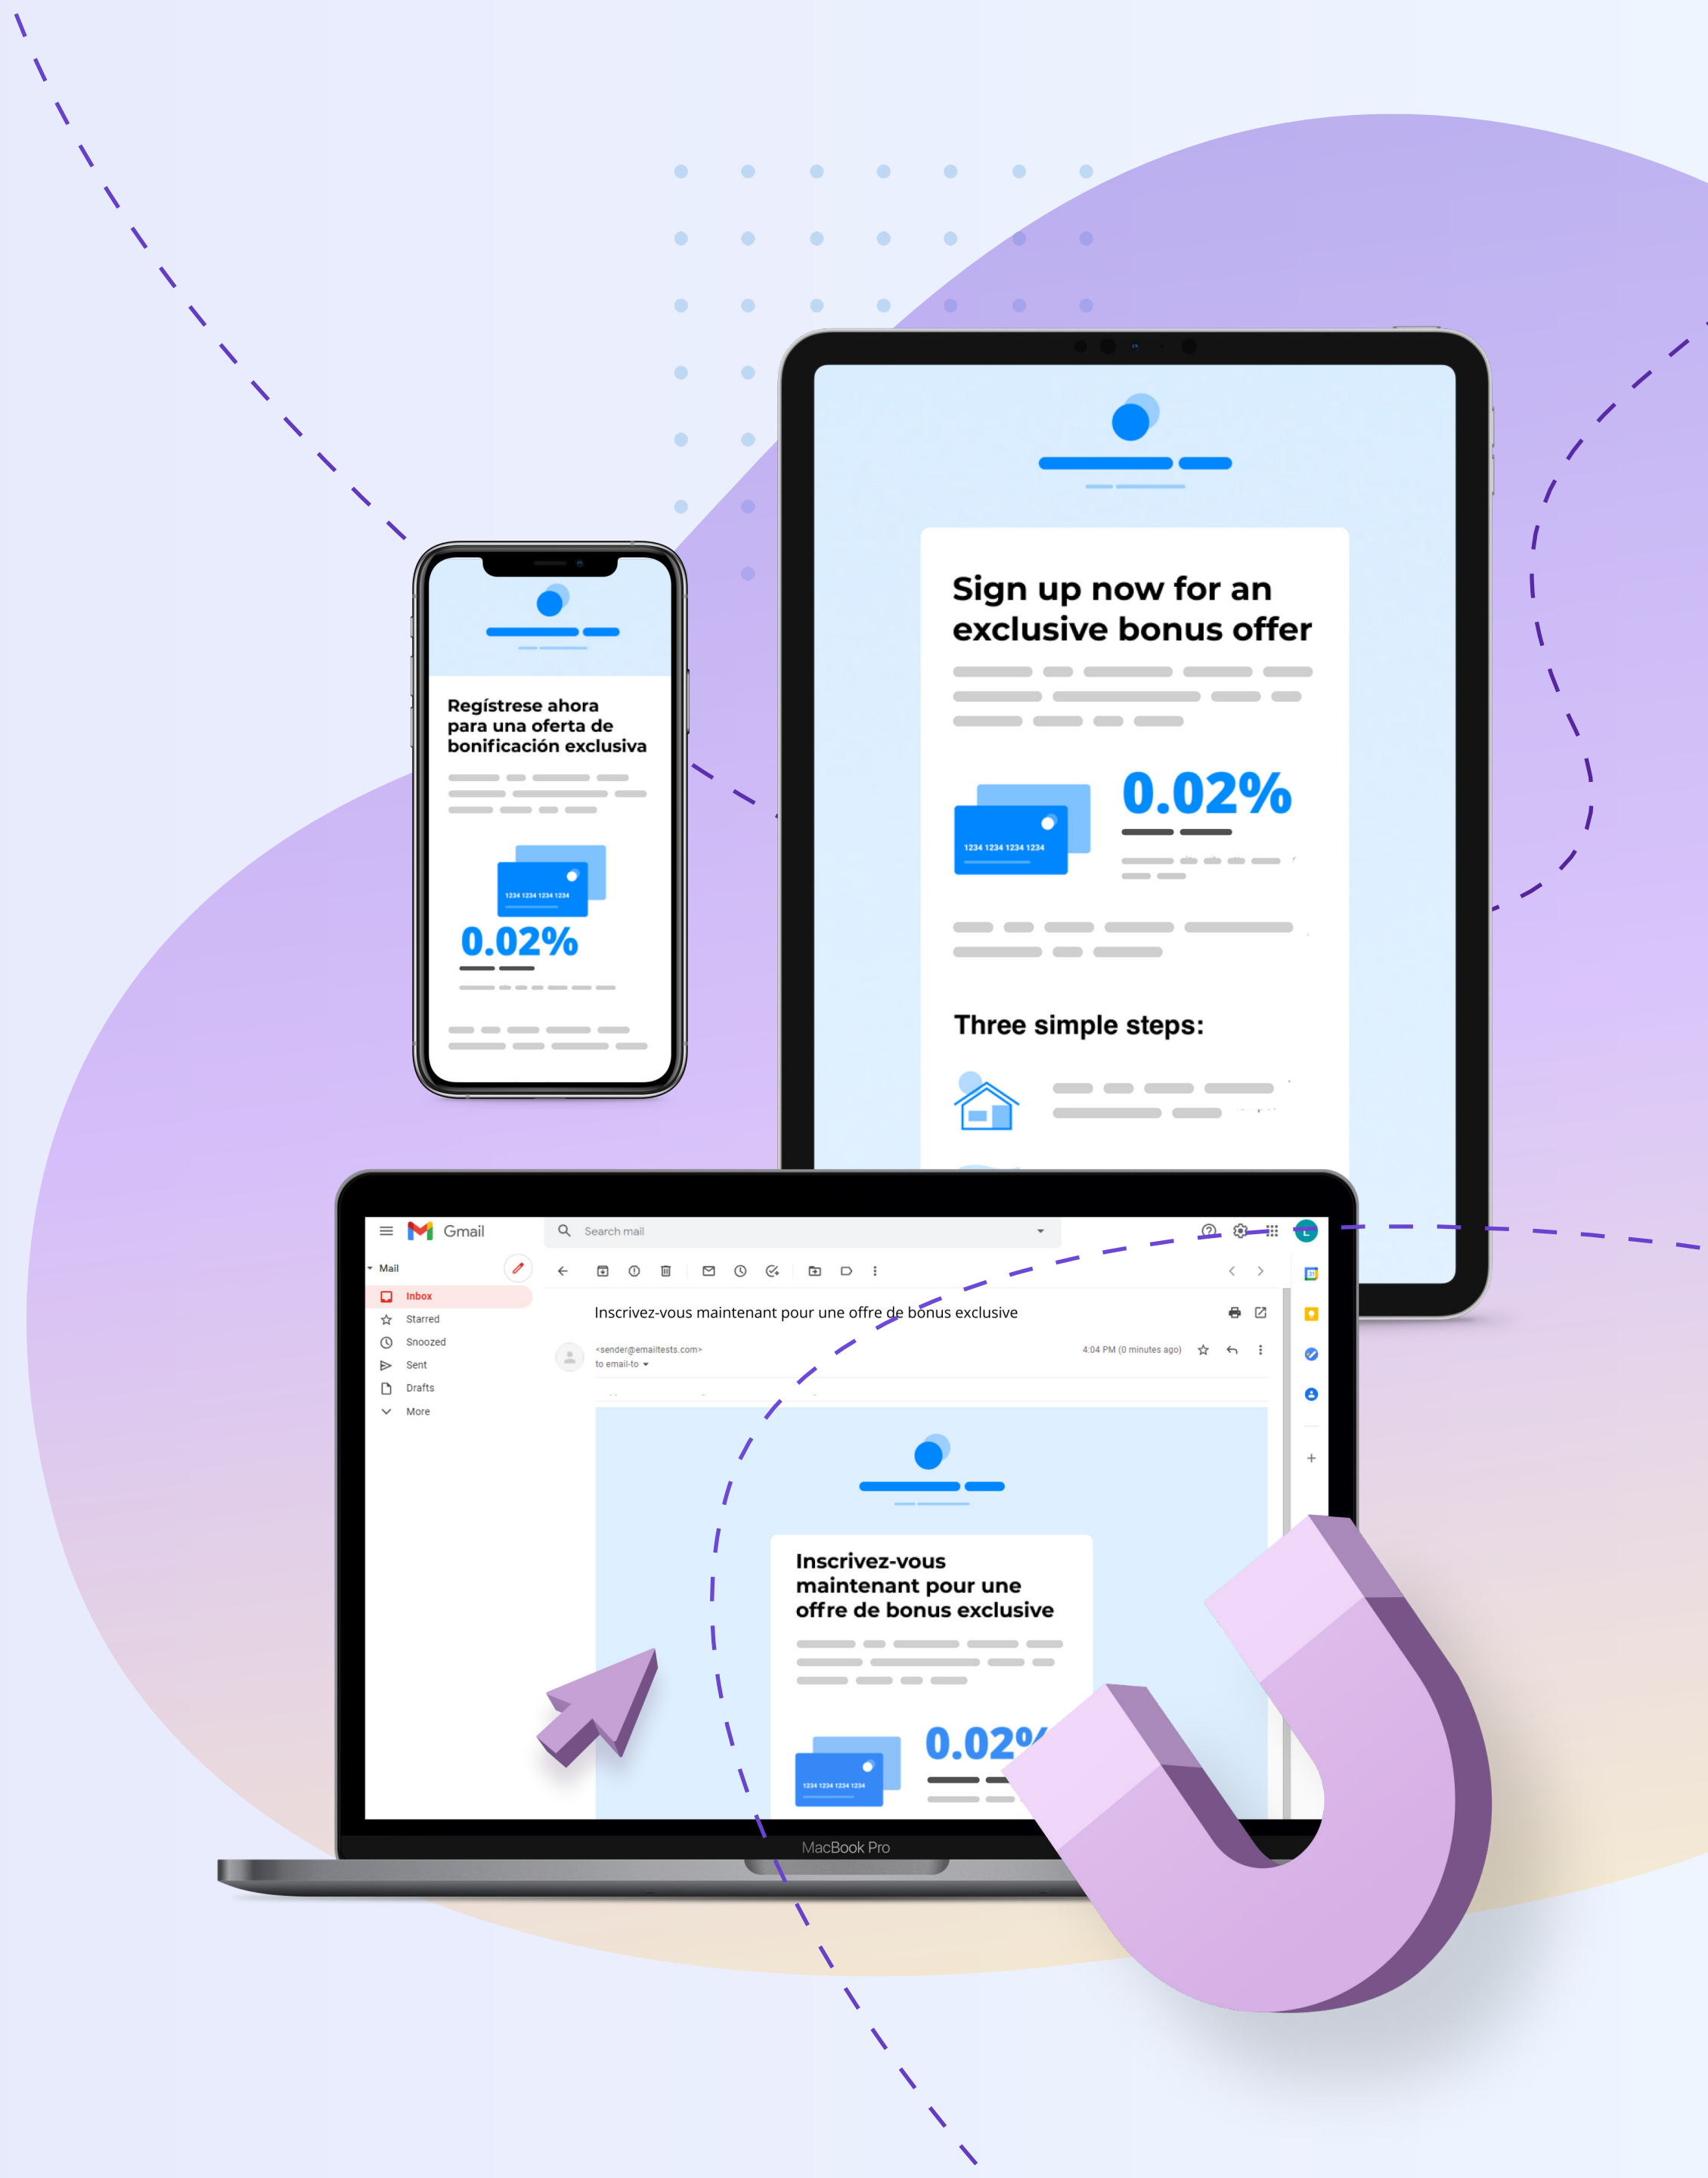 Sign up now for an
exclusive bonus offer
0.02%
1234 1234 1234 1234
Three simple steps:
Regístrese ahora
para una oferta de
bonificación exclusiva
1234 1234 1234 1234
0.02%
Gmail
Search mail
Mail
Inbox
Starred
Snoozed
Sent
Drafts
More
Inscrivez-vous maintenant pour une offre de bonus exclusive
<sender@emailtests.com>
to email-to
4:04 PM (0 minutes ago)
31
Inscrivez-vous
maintenant pour une
offre de bonus exclusive
0.02%
1234 1234 1234 1234
MacBook Pro